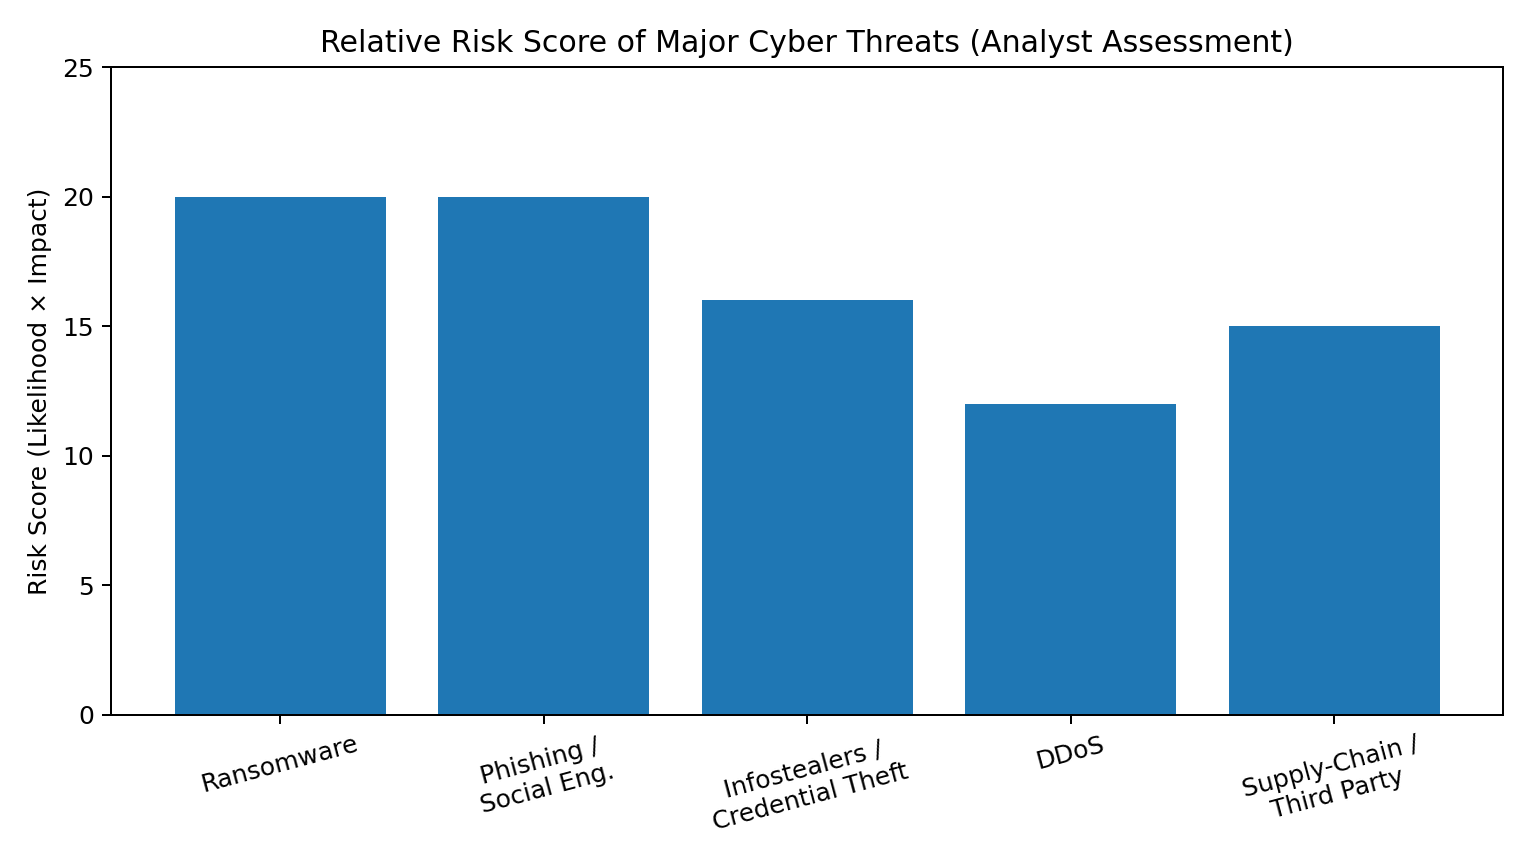 Relative Risk Score of Major Cyber Threats (Analyst Assessment)
Risk Score (Likelihood × Impact)
25
20
15
10
5
0
Ransomware
Phishing /
Social Eng.
Infostealers /
Credential Theft
DDoS
Supply-Chain /
Third Party